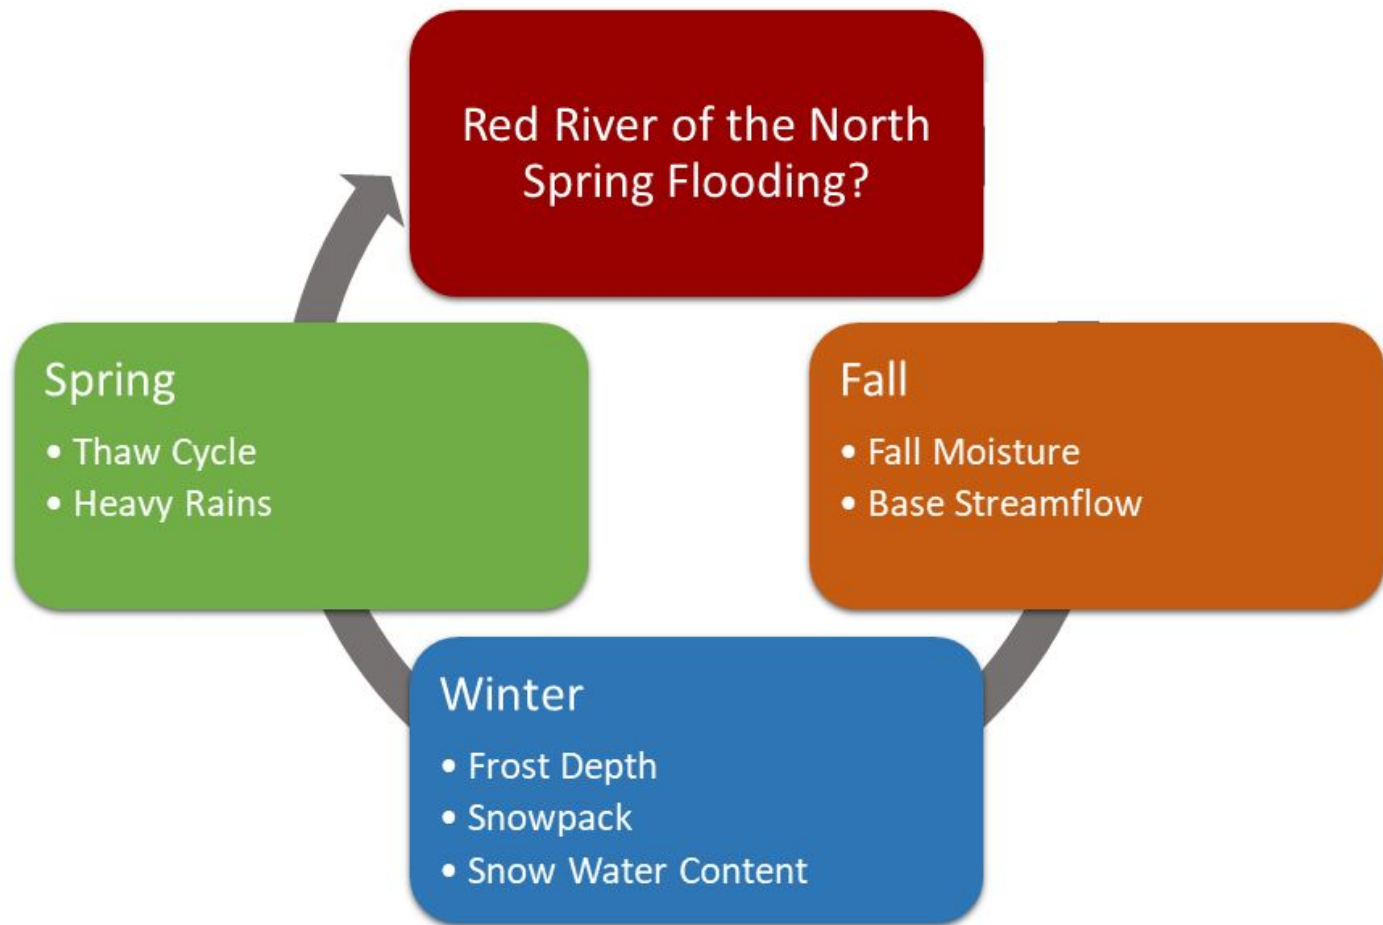 Red River of the North
Spring Flooding?
Spring
• Thaw Cycle
• Heavy Rains
Fall
• Fall Moisture
• Base Streamflow
Winter
• Frost Depth
• Snowpack
• Snow Water Content